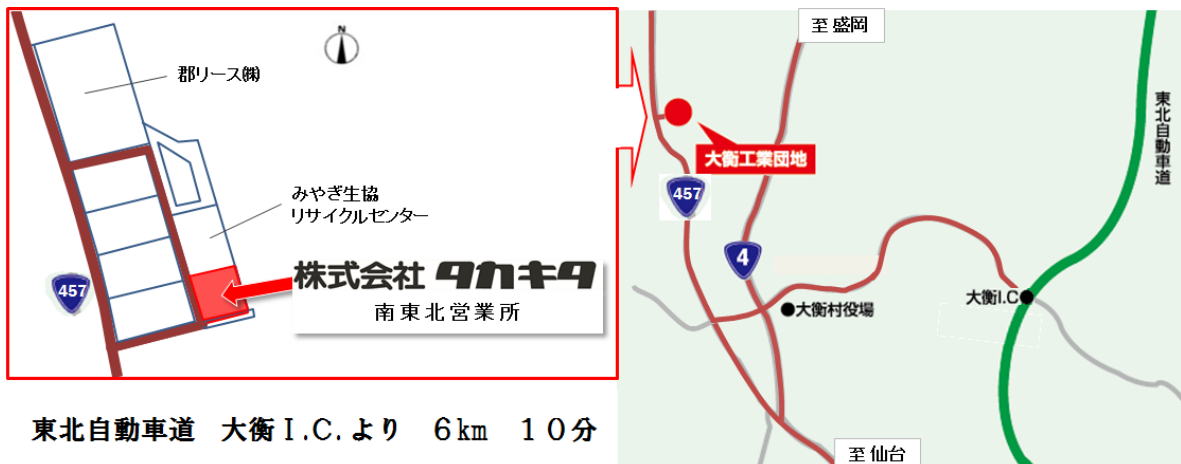 N
郡リース㈱
みやぎ生協
リサイクルセンター
株式会社 タカキタ
南東北営業所
457
東北自動車道 大衡I.C.より 6km 10分
至盛岡
東北自動車道
大衡工業団地
457
4
大衡I.C
大衡村役場
至仙台